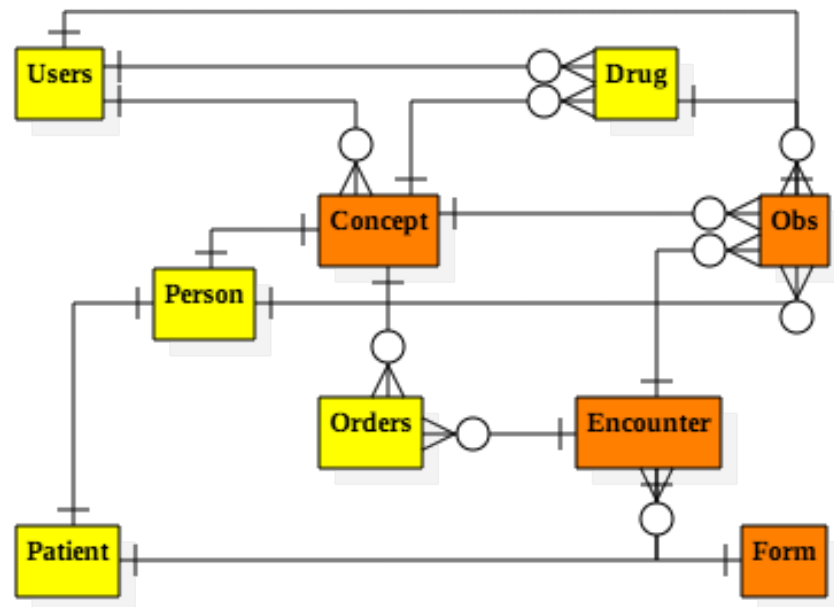 Users
Drug
Concept
Obs
Person
Orders
Encounter
Patient
Form